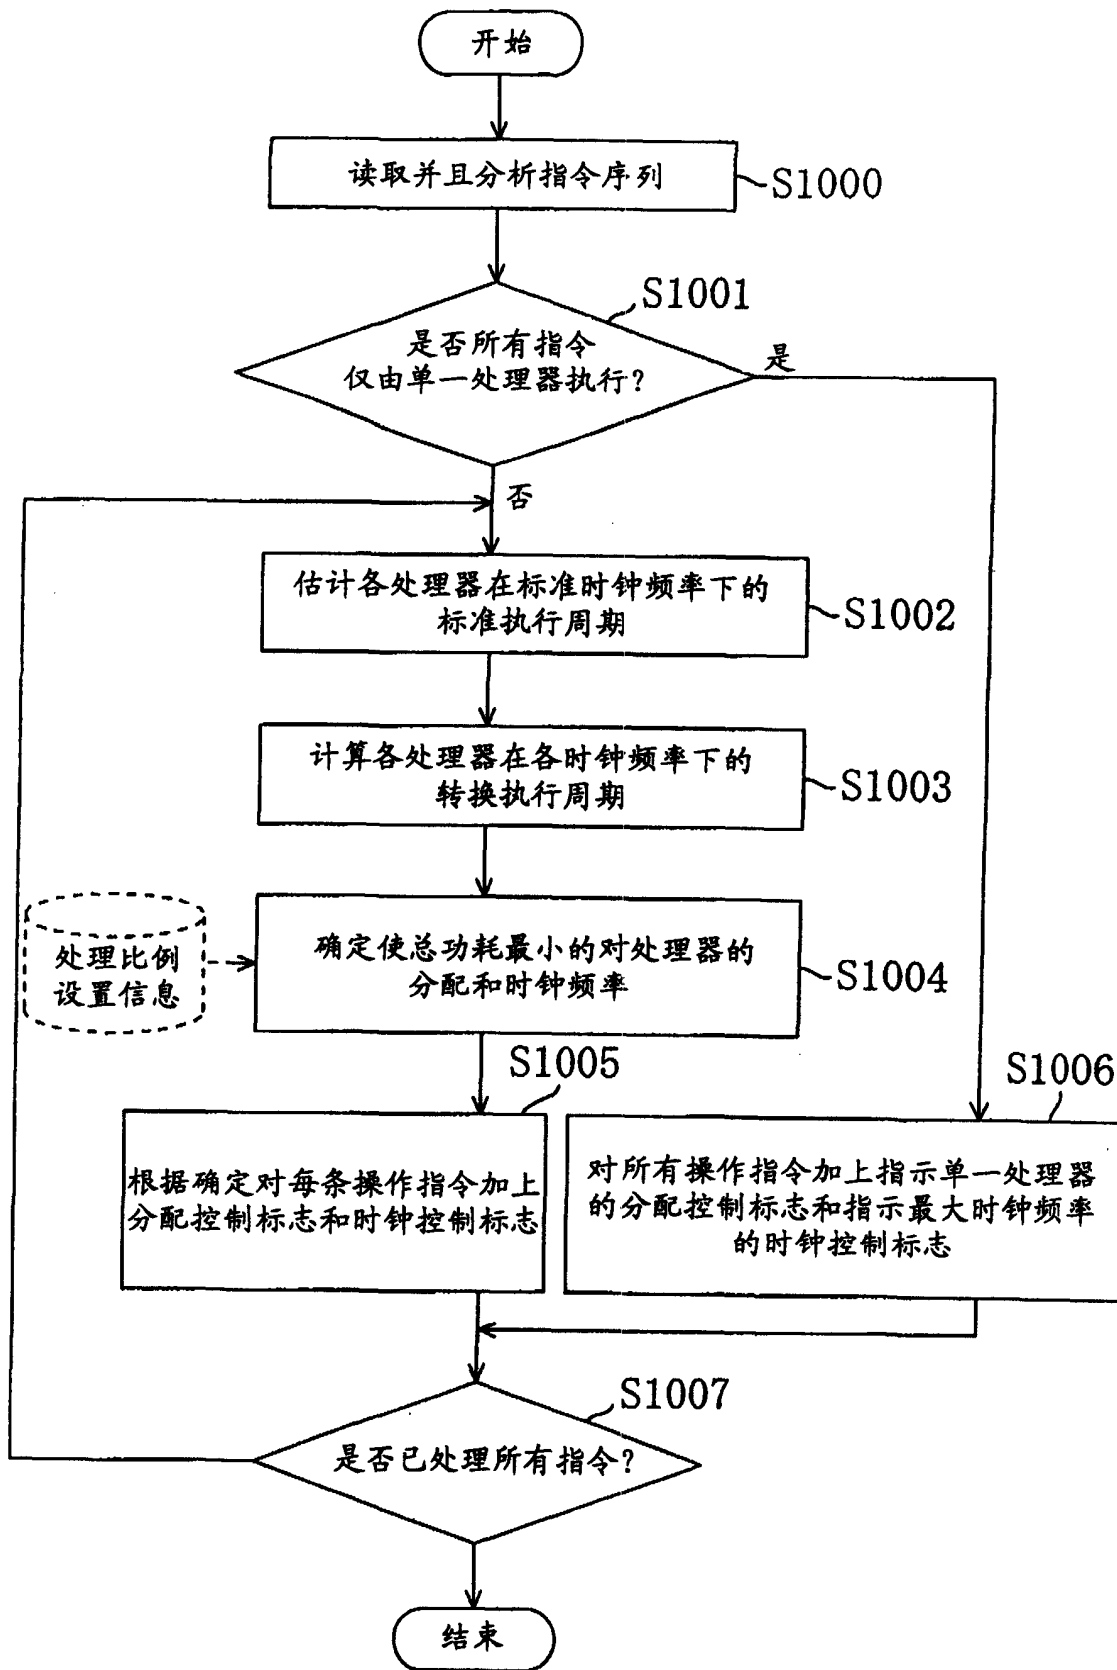 开始
读取并且分析指令序列
S1000
S1001
是否所有指令
仅由单一处理器执行?
是
否
估计各处理器在标准时钟频率下的
标准执行周期
S1002
计算各处理器在各时钟频率下的
转换执行周期
S1003
处理比例
设置信息
确定使总功耗最小的对处理器的
分配和时钟频率
S1004
S1005
根据确定对每条操作指令加上
分配控制标志和时钟控制标志
S1006
对所有操作指令加上指示单一处理器
的分配控制标志和指示最大时钟频率
的时钟控制标志
S1007
是否已处理所有指令?
结束